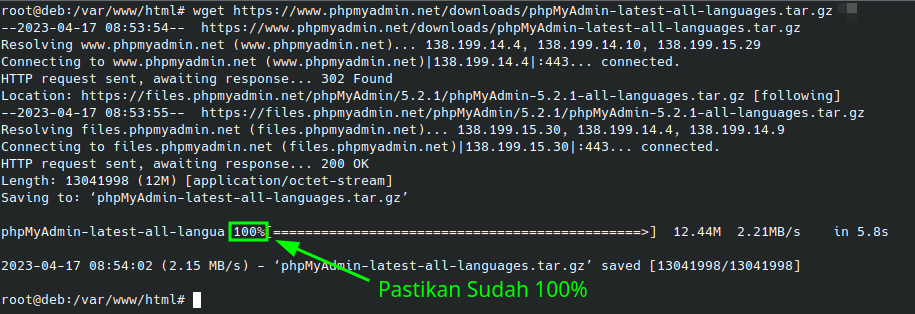 root@deb:/var/www/html# wget https://www.phpmyadmin.net/downloads/phpMyAdmin-latest-all-languages.tar.gz
--2023-04-17 08:53:54--  https://www.phpmyadmin.net/downloads/phpMyAdmin-latest-all-languages.tar.gz
Resolving www.phpmyadmin.net (www.phpmyadmin.net)... 138.199.14.4, 138.199.14.10, 138.199.15.29
Connecting to www.phpmyadmin.net (www.phpmyadmin.net)|138.199.14.4|:443... connected.
HTTP request sent, awaiting response... 302 Found
Location: https://files.phpmyadmin.net/phpMyAdmin/5.2.1/phpMyAdmin-5.2.1-all-languages.tar.gz [following]
--2023-04-17 08:53:55--  https://files.phpmyadmin.net/phpMyAdmin/5.2.1/phpMyAdmin-5.2.1-all-languages.tar.gz
Resolving files.phpmyadmin.net (files.phpmyadmin.net)... 138.199.15.30, 138.199.14.4, 138.199.14.9
Connecting to files.phpmyadmin.net (files.phpmyadmin.net)|138.199.15.30|:443... connected.
HTTP request sent, awaiting response... 200 OK
Length: 13041998 (12M) [application/octet-stream]
Saving to: ‘phpMyAdmin-latest-all-languages.tar.gz’
phpMyAdmin-latest-all-langua 100%[==============================================>]  12.44M  2.21MB/s    in 5.8s
2023-04-17 08:54:02 (2.15 MB/s) - ‘phpMyAdmin-latest-all-languages.tar.gz’ saved [13041998/13041998]
Pastikan Sudah 100%
root@deb:/var/www/html#